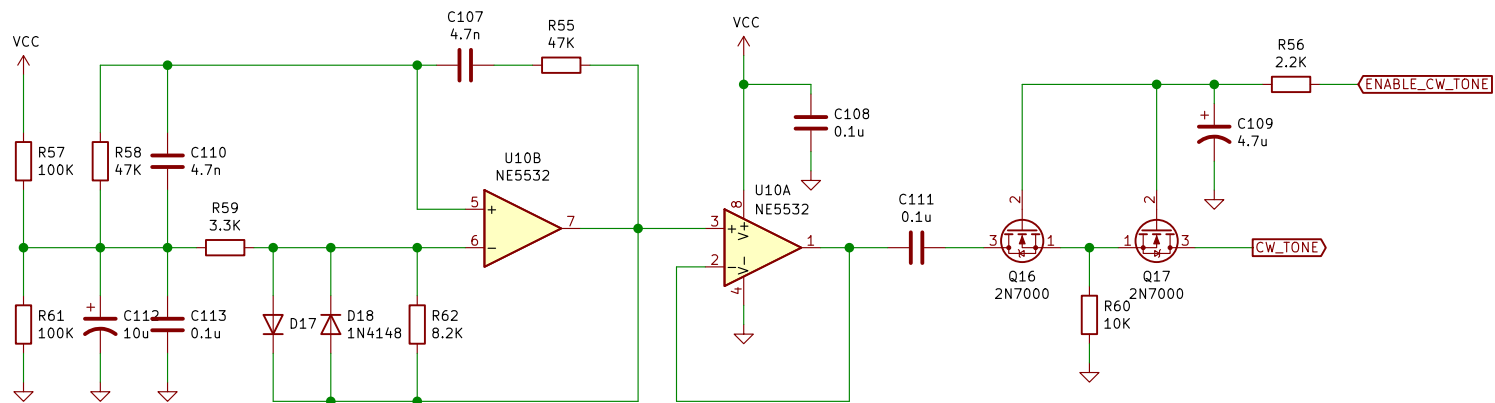 VCC
R57
100K
R58
47K
C110
4.7n
C107
4.7n
R55
47K
R59
3.3K
U10B
NE5532
5
+
6
-
7
R61
100K
+
C112
10u
C113
0.1u
D17
D18
1N4148
R62
8.2K
VCC
C108
0.1u
U10A
NE5532
8
V+
3
+
2
-
V-
4
1
C111
0.1u
R56
2.2K
ENABLE_CW_TONE
+
C109
4.7u
2
3
1
Q16
2N7000
2
1
3
Q17
2N7000
CW_TONE
R60
10K